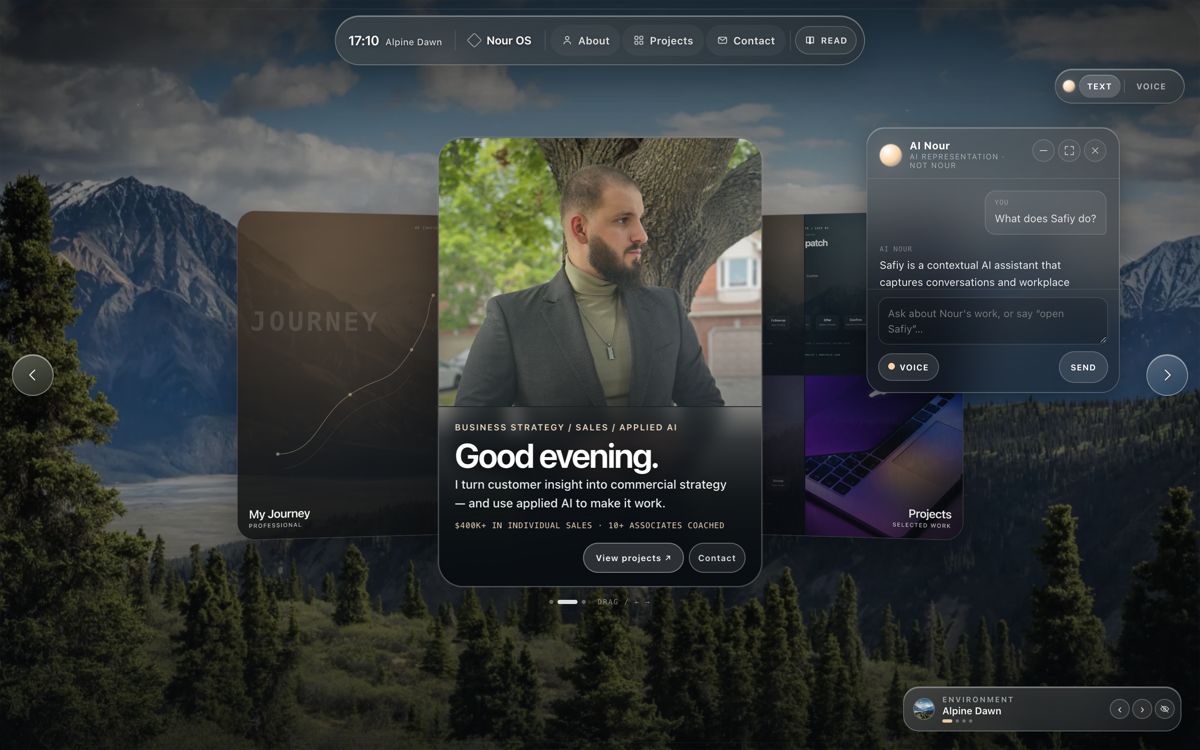 17:10 Alpine Dawn
Nour OS
About
Projects
Contact
READ
TEXT
VOICE
AI Nour
AI REPRESENTATION ·
NOT NOUR
YOU
What does Safiy do?
AI NOUR
Safiy is a contextual AI assistant that
captures conversations and workplace
Ask about Nour's work, or say “open
Safiy”…
VOICE
SEND
JOURNEY
My Journey
PROFESSIONAL
BUSINESS STRATEGY / SALES / APPLIED AI
Good evening.
I turn customer insight into commercial strategy
— and use applied AI to make it work.
$400K+ IN INDIVIDUAL SALES · 10+ ASSOCIATES COACHED
View projects ↗
Contact
patch
Projects
SELECTED WORK
DRAG / ← →
ENVIRONMENT
Alpine Dawn